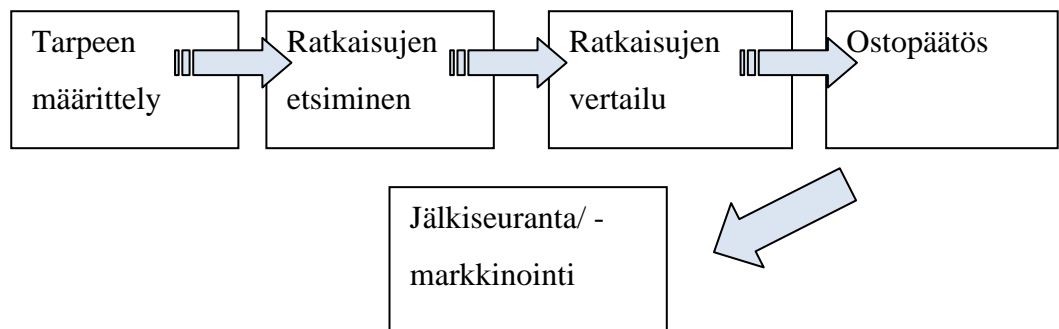 Tarpeen
määrittely
Ratkaisujen
etsiminen
Ratkaisujen
vertailu
Ostopäätös
Jälkiseuranta/ -
markkinointi